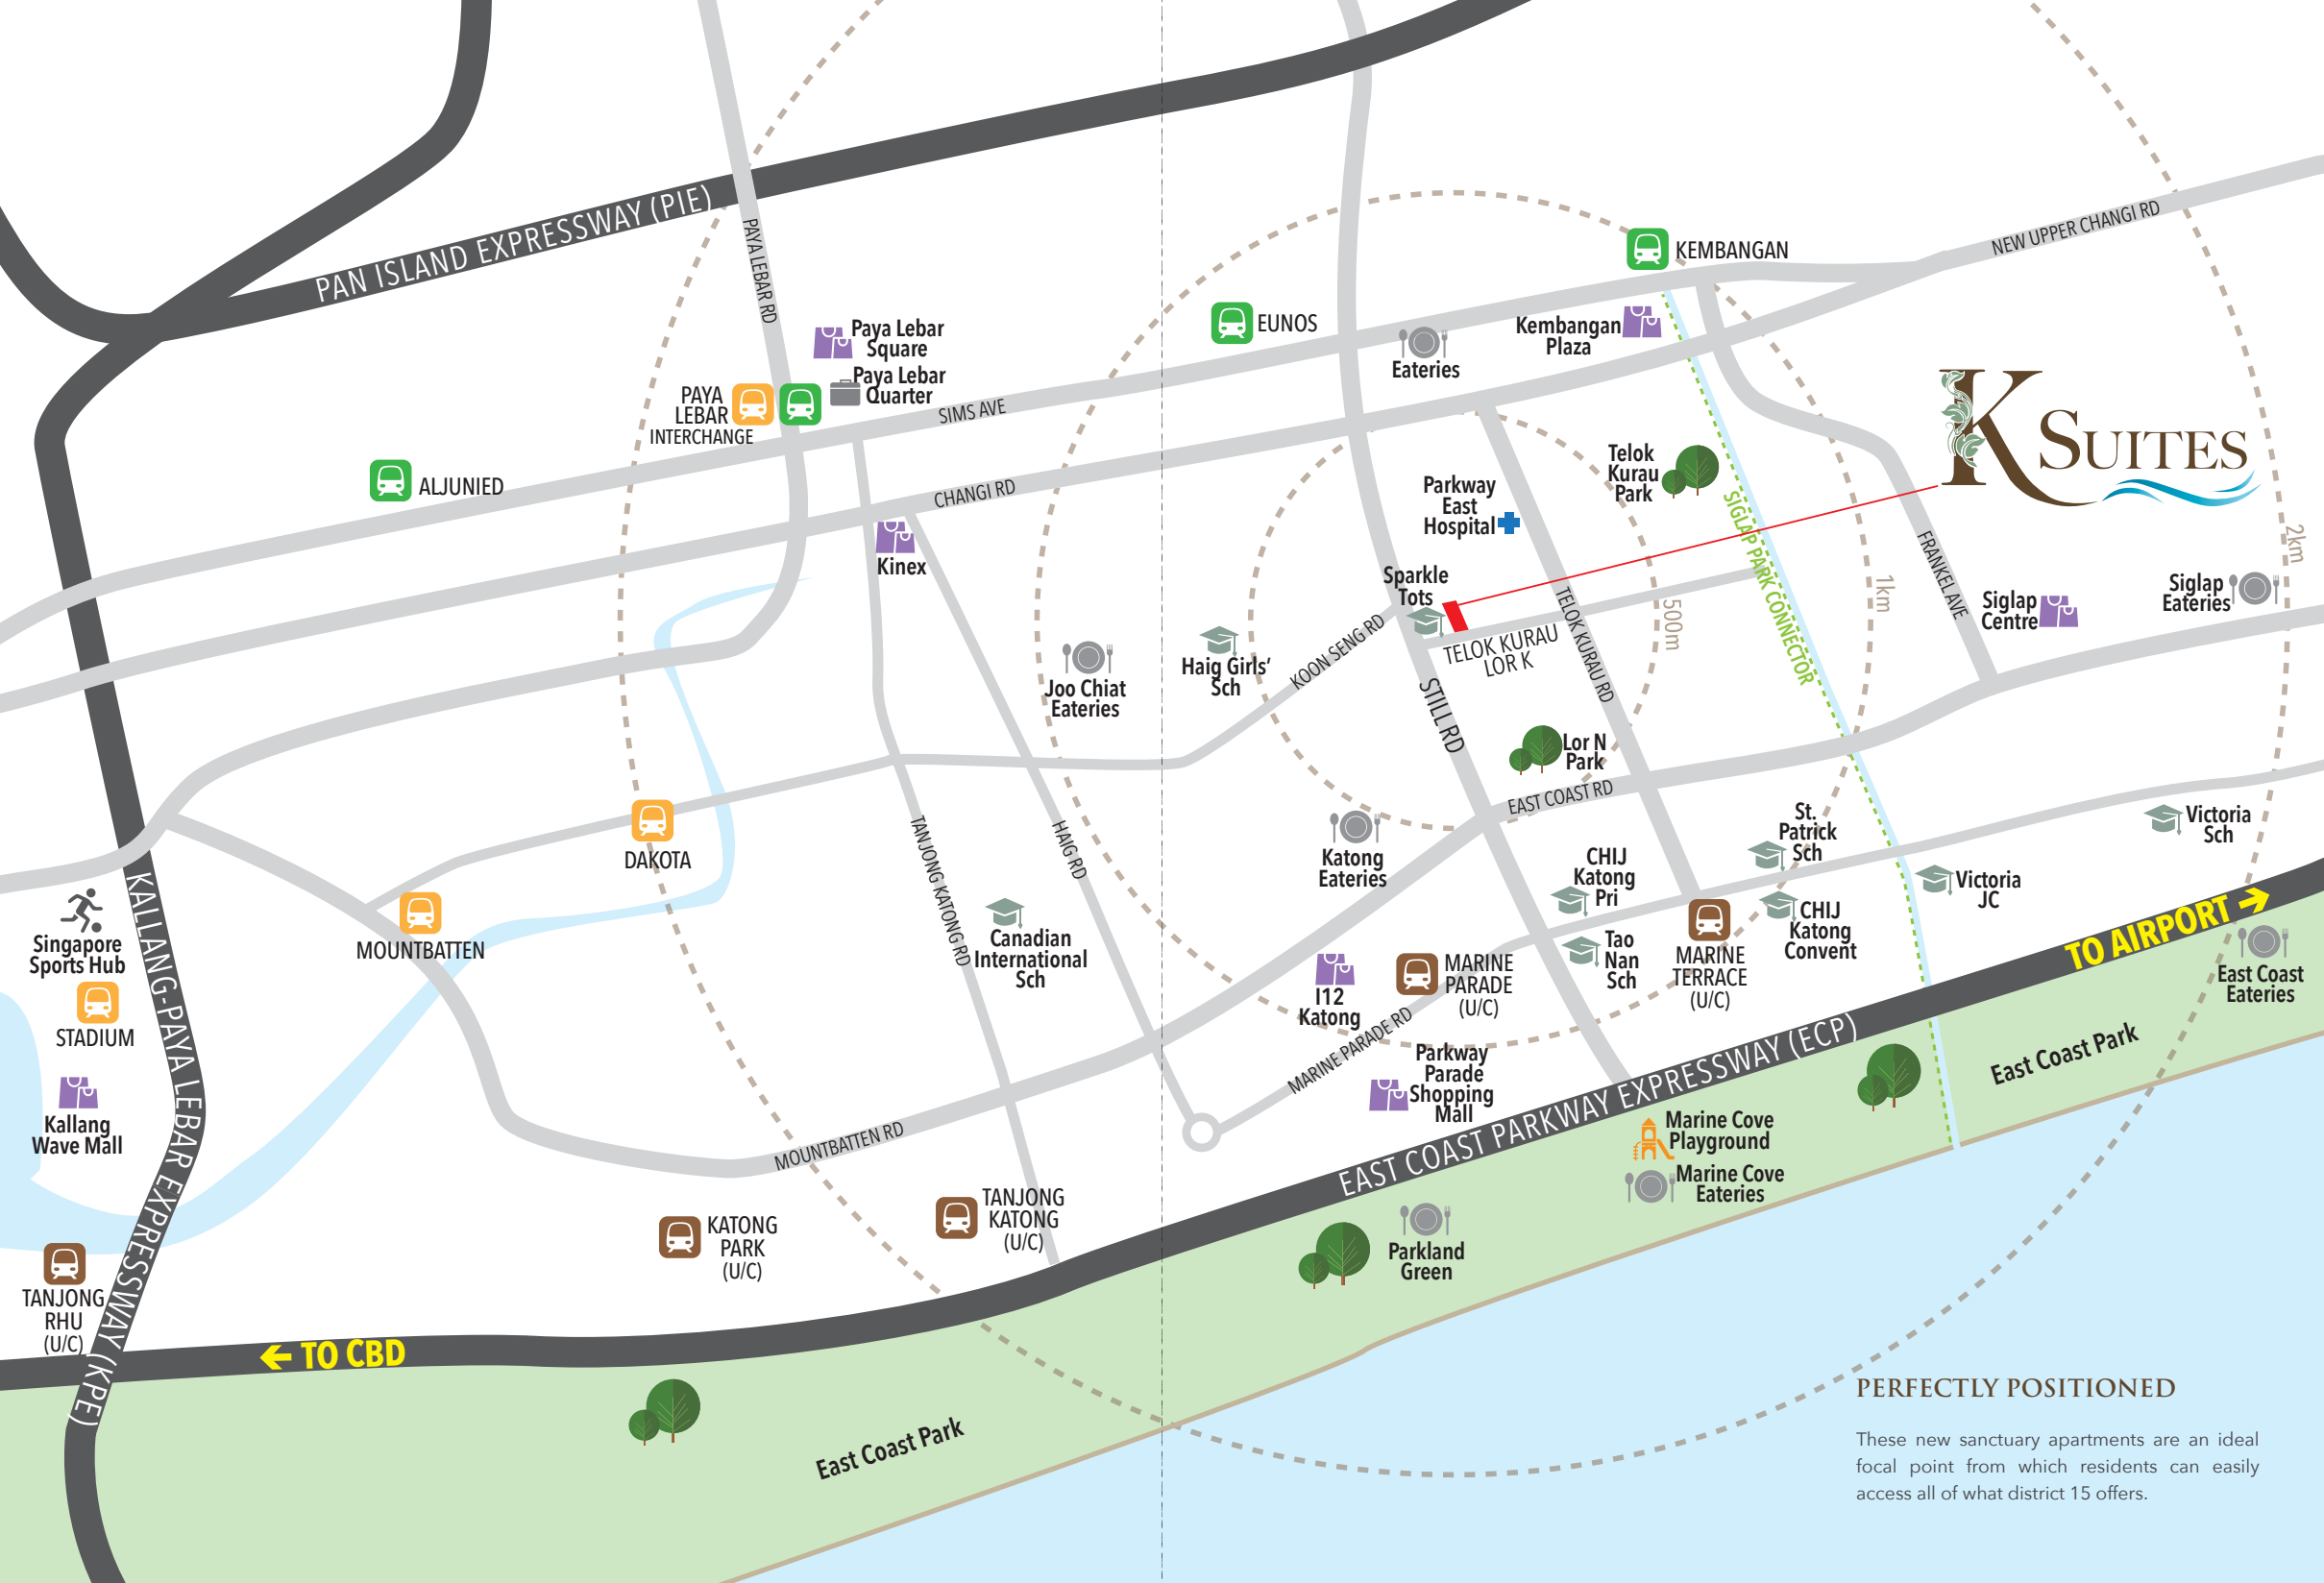 PAN ISLAND EXPRESSWAY (PIE)
PAYA LEBAR RD
NEW UPPER CHANGI RD
KEMBANGAN
EUNOS
Kembangan
Plaza
Eateries
Paya Lebar
Square
Paya Lebar
Quarter
PAYA
LEBAR
INTERCHANGE
SIMS AVE
ALJUNIED
CHANGI RD
Kinex
Telok
Kurau
Park
Parkway
East
Hospital
K SUITES
SIGLAP PARK CONNECTOR
FRANKEL AVE
2km
1km
500m
Sparkle
Tots
Siglap
Centre
Siglap
Eateries
TELOK KURAU
LOR K
TELOK KURAU RD
KOON SENG RD
Haig Girls'
Sch
Joo Chiat
Eateries
STILL RD
Lor N
Park
EAST COAST RD
Katong
Eateries
DAKOTA
MOUNTBATTEN
TANJONG KATONG RD
HAIG RD
Canadian
International
Sch
St.
Patrick
Sch
Victoria
Sch
CHIJ
Katong
Pri
Victoria
JC
CHIJ
Katong
Convent
Tao
Nan
Sch
MARINE
TERRACE
(U/C)
MARINE
PARADE
(U/C)
I12
Katong
MARINE PARADE RD
Parkway
Parade
Shopping
Mall
TO AIRPORT
East Coast
Eateries
East Coast Park
Singapore
Sports Hub
STADIUM
Kallang
Wave Mall
KALLANG-PAYA LEBAR EXPRESSWAY (KPE)
MOUNTBATTEN RD
EAST COAST PARKWAY EXPRESSWAY (ECP)
Marine Cove
Playground
Marine Cove
Eateries
Parkland
Green
TANJONG
KATONG
(U/C)
KATONG
PARK
(U/C)
TANJONG
RHU
(U/C)
TO CBD
East Coast Park
PERFECTLY POSITIONED
These new sanctuary apartments are an ideal
focal point from which residents can easily
access all of what district 15 offers.